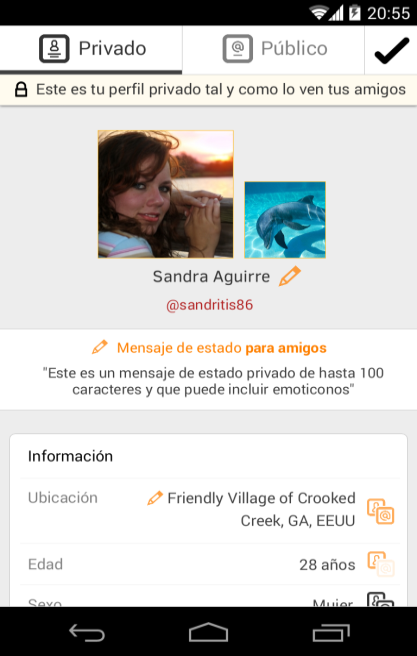 20:55
Privado
Público
Este es tu perfil privado tal y como lo ven tus amigos
Sandra Aguirre
@sandritis86
Mensaje de estado para amigos
"Este es un mensaje de estado privado de hasta 100
caracteres y que puede incluir emoticonos"
Información
Ubicación
Friendly Village of Crooked
Creek, GA, EEUU
Edad
28 años
Sexo
Mujer